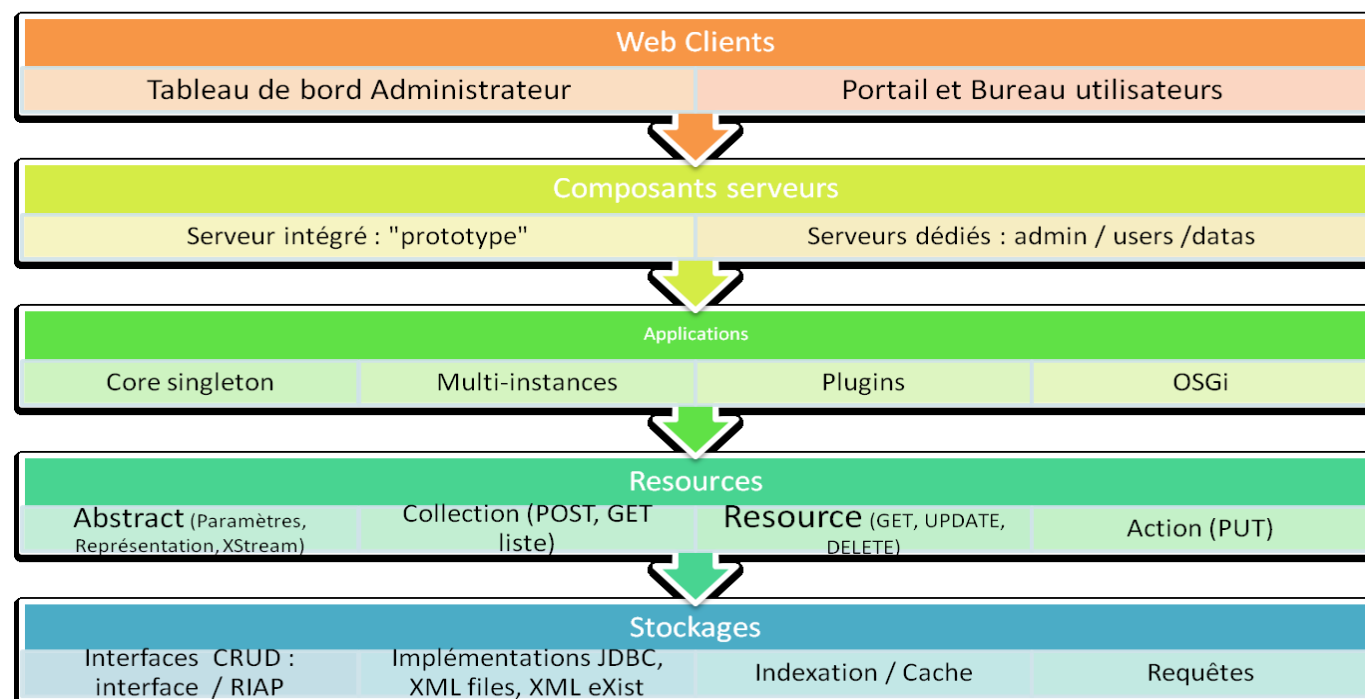 Web Clients
Tableau de bord Administrateur
Portail et Bureau utilisateurs
Composants serveurs
Serveur intégré : "prototype"
Serveurs dédiés : admin / users /datas
Applications
Core singleton
Multi-instances
Plugins
OSGi
Resources
Abstract (Paramètres,
Représentation, XStream)
Collection (POST, GET
liste)
Resource (GET, UPDATE,
DELETE)
Action (PUT)
Stockages
Interfaces CRUD :
interface / RIAP
Implémentations JDBC,
XML files, XML eXist
Indexation / Cache
Requêtes